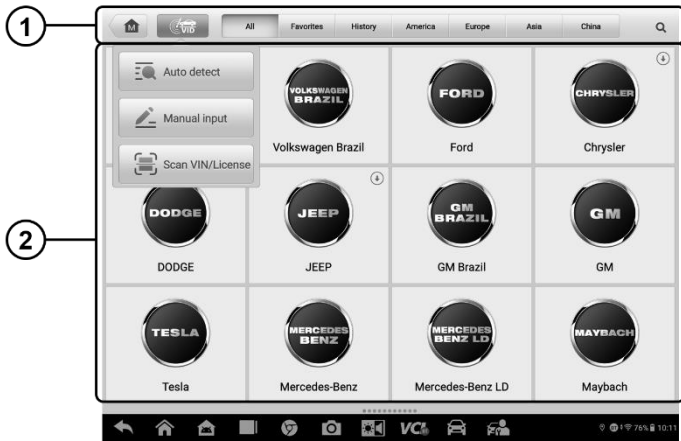 1
M
VID
All
Favorites
History
America
Europe
Asia
China
2
Auto detect
Manual input
Scan VIN/License
VOLKSWAGEN
BRAZIL
Volkswagen Brazil
FORD
Ford
CHRYSLER
Chrysler
DODGE
DODGE
JEEP
JEEP
GM
BRAZIL
GM Brazil
GM
GM
TESLA
Tesla
MERCEDES
BENZ
Mercedes-Benz
MERCEDES
BENZ LD
Mercedes-Benz LD
MAYBACH
Maybach
VCI
76%
10:11